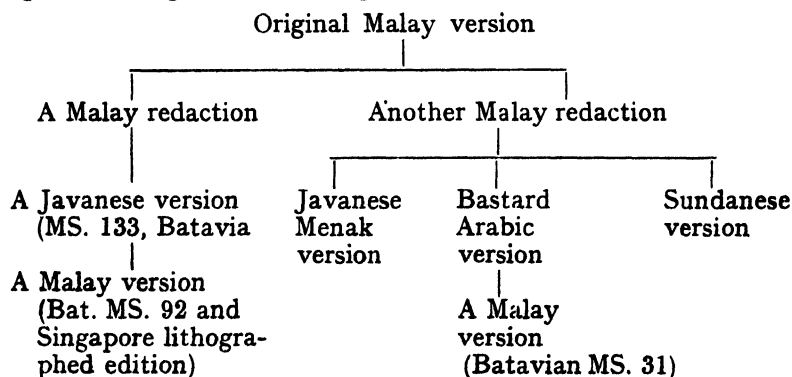 Original Malay version
A Malay redaction
Another Malay redaction
A Javanese version
(MS. 133, Batavia
A Malay version
(Bat. MS. 92 and
Singapore lithogra-
phed edition)
Javanese
Menak
version
Bastard
Arabic
version
A Malay
version
(Batavian MS. 31)
Sundanese
version